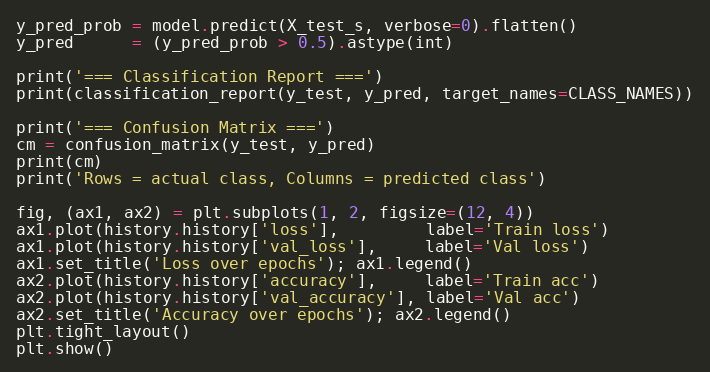 y_pred_prob = model.predict(X_test_s, verbose=0).flatten()
y_pred      = (y_pred_prob > 0.5).astype(int)

print('=== Classification Report ===')
print(classification_report(y_test, y_pred, target_names=CLASS_NAMES))

print('=== Confusion Matrix ===')
cm = confusion_matrix(y_test, y_pred)
print(cm)
print('Rows = actual class, Columns = predicted class')

fig, (ax1, ax2) = plt.subplots(1, 2, figsize=(12, 4))
ax1.plot(history.history['loss'],         label='Train loss')
ax1.plot(history.history['val_loss'],     label='Val loss')
ax1.set_title('Loss over epochs'); ax1.legend()
ax2.plot(history.history['accuracy'],     label='Train acc')
ax2.plot(history.history['val_accuracy'], label='Val acc')
ax2.set_title('Accuracy over epochs'); ax2.legend()
plt.tight_layout()
plt.show()